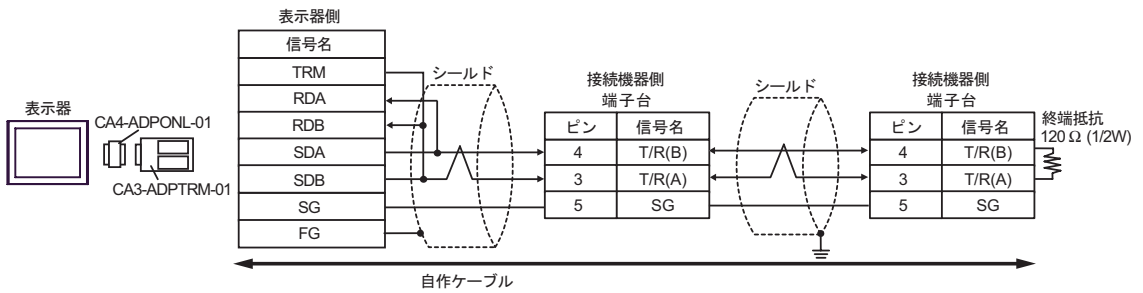 表示器側
信号名
TRM
RDA
RDB
SDA
SDB
SG
FG
表示器
CA4-ADPONL-01
CA3-ADPTRM-01
シールド
接続機器側
端子台
ピン 信号名
4 T/R(B)
3 T/R(A)
5 SG
シールド
接続機器側
端子台
ピン 信号名
4 T/R(B)
3 T/R(A)
5 SG
終端抵抗
120 Ω (1/2W)
自作ケーブル